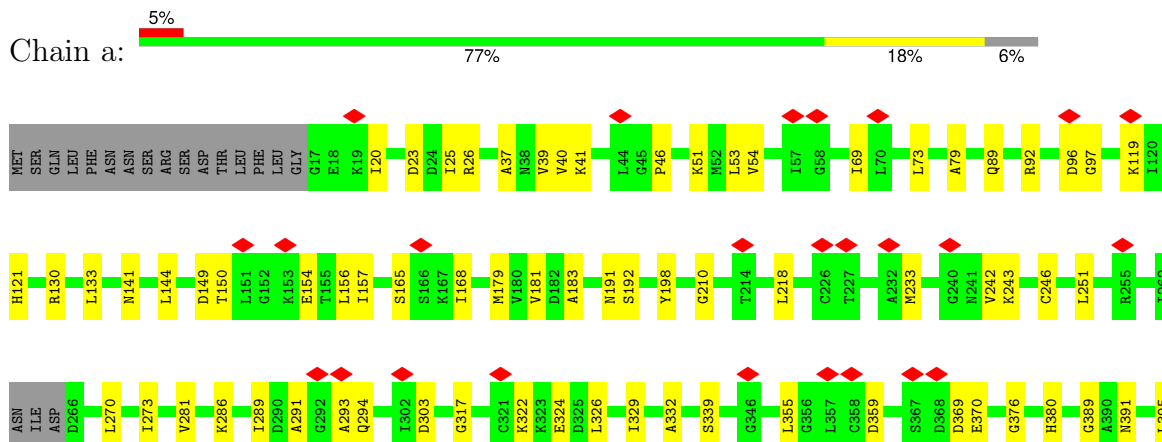 5%
Chain a:
77% 18% 6%
MET SER GLN LEU PHE ASN ASN SER ARG SER ASP THR LEU PHE LEU GLY G17 E18 K19 I20 D23 D24 I25 R26 A37 N38 V39 V40 K41 L44 G45 P46 K51 M52 L53 V54 I57 G58 I69 L70 L73 A79 Q89 R92 D96 G97 K119 I120
H121 R130 L133 N141 L144 D149 T150 L151 G152 K153 E154 T155 L156 I157 S165 S166 K167 I168 M179 V180 V181 D182 A183 N191 S192 Y198 G210 T214 L218 C226 T227 A232 M233 G240 N241 V242 K243 C246 L251 R255
ASN ILE ASP D266 L270 I273 V281 K286 I289 D290 A291 G292 A293 Q294 I302 D303 G317 C321 K322 K323 E324 D325 L326 I329 A332 S339 G346 L355 G356 L357 C358 D359 S367 D368 D369 E370 G376 H380 G389 A390 N391